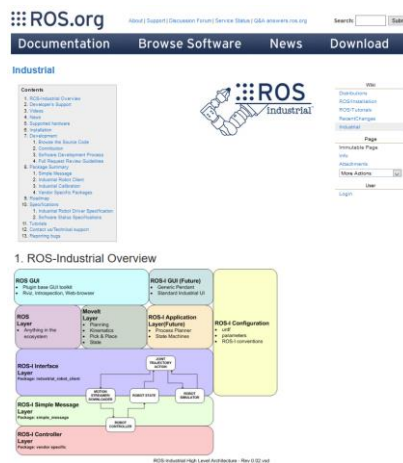 ROS.org
About | Support | Discussion Forum | Service Status | Q&A answers.ros.org
Search:
Documentation
Browse Software
News
Download
Industrial
Contents
1. ROS-Industrial Overview
2. Developer's Support
3. Videos
4. News
5. Supported hardware
6. Installation
7. Development
1. Browse the Source Code
2. Contribution
3. Software Development Process
4. Pull Request Review Guidelines
8. Package Summary
1. Simple Message
2. Industrial Robot Client
3. Industrial Calibration
4. Vendor Specific Packages
9. Roadmap
10. Specifications
1. Industrial Robot Driver Specification
2. Software Status Specifications
11. Tutorials
12. Contact us/Technical support
13. Reporting bugs
ROS
industrial
Wiki
Distributions
ROS/Installation
ROS/Tutorials
RecentChanges
Industrial
Page
Immutable Page
Info
Attachments
More Actions:
User
Login
1. ROS-Industrial Overview
ROS GUI
Plugin base GUI toolkit
Rviz, Introspection, Web-browser
ROS-I GUI (Future)
Generic Pendant
Standard Industrial UI
ROS-I Configuration
urdf
parameters
ROS-I conventions
ROS
Layer
Anything in the
ecosystem
MoveIt
Layer
Planning
Kinematics
Pick & Place
State
ROS-I Application
Layer(Future)
Process Planner
State Machines
ROS-I Interface
Layer
Package: industrial_robot_client
JOINT
TRAJECTORY
ACTION
MOTION
STREAMER
DOWNLOADER
ROBOT STATE
ROBOT
SIMULATOR
ROS-I Simple Message
Layer
Package: simple_message
ROBOT
CONTROLLER
ROS-I Controller
Layer
Package: vendor specific
ROS-Industrial High Level Architecture - Rev 0.02.vsd